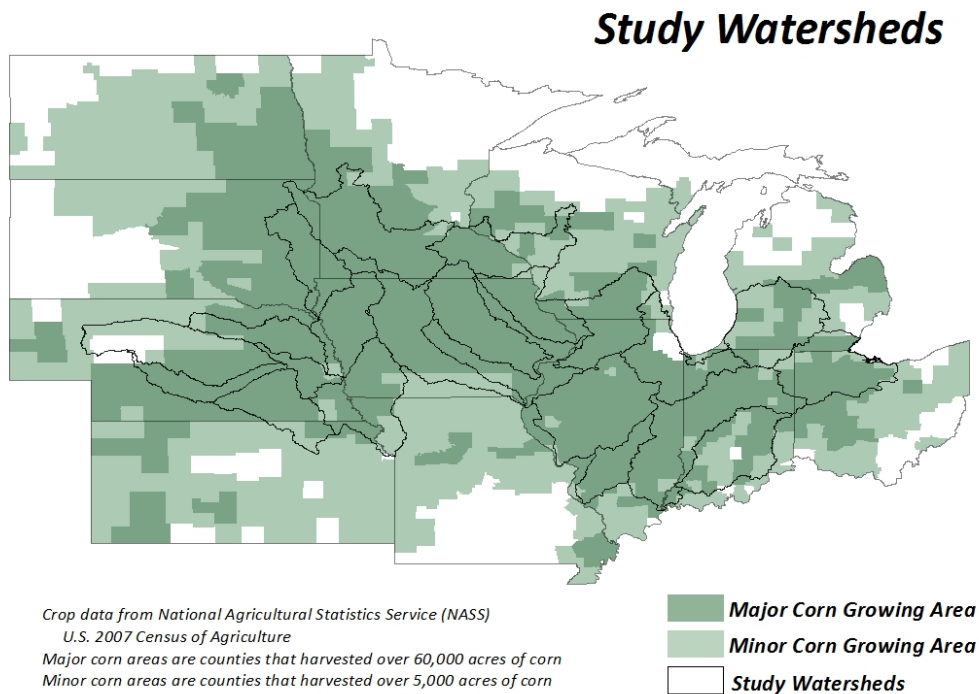 Study Watersheds
Crop data from National Agricultural Statistics Service (NASS)
U.S. 2007 Census of Agriculture
Major corn areas are counties that harvested over 60,000 acres of corn
Minor corn areas are counties that harvested over 5,000 acres of corn
Major Corn Growing Area
Minor Corn Growing Area
Study Watersheds